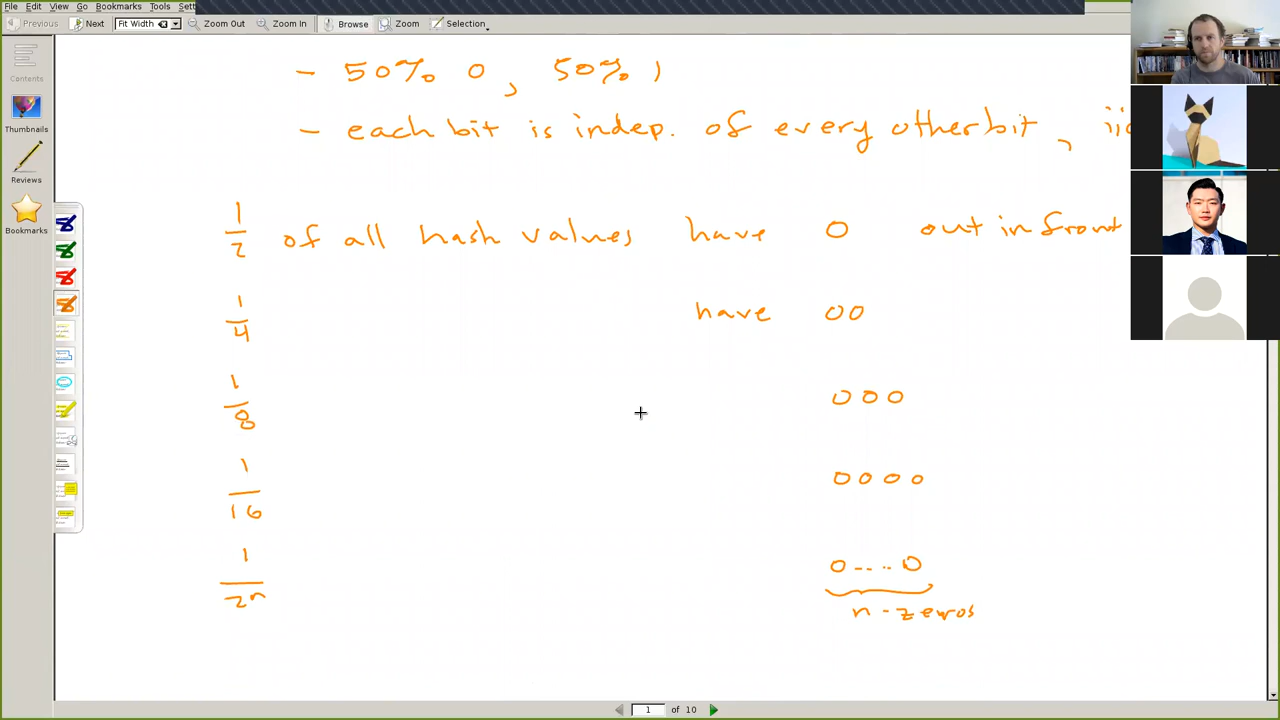 File Edit View Go Bookmarks Tools
Previous Next Fit Width Zoom Out Zoom In Browse Zoom Selection
Contents
Thumbnails
Reviews
Bookmarks
- 50% 0, 50% 1
- each bit is indep. of every other bit,
1/2 of all hash values have 0 out in front
1/4 have 00
1/8 000
1/16 0000
1/2^n 0....0
n-zeros
1 of 10